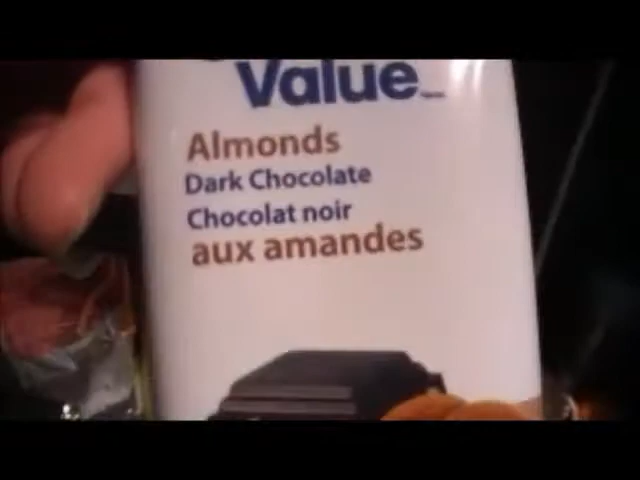 Value
Almonds
Dark Chocolate
Chocolat noir
aux amandes